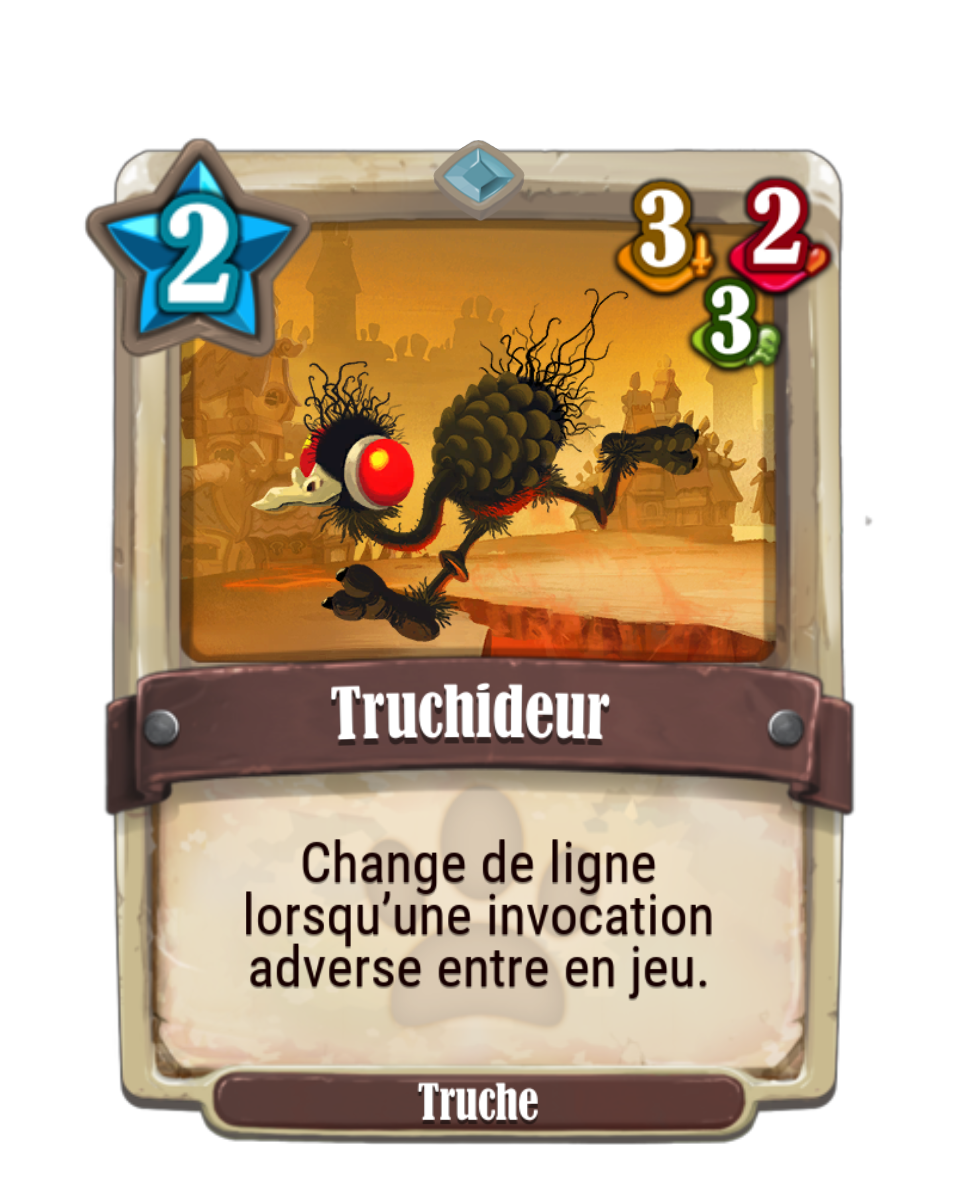 2
3
2
3
Truchideur
Change de ligne
lorsqu’une invocation
adverse entre en jeu.
Truche